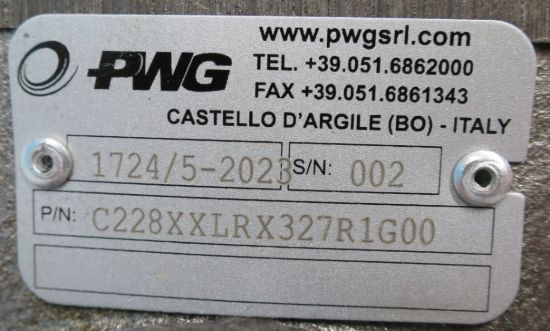 www.pwgsrl.com
PWG
TEL. +39.051.6862000
FAX +39.051.6861343
CASTELLO D'ARGILE (BO) - ITALY
1724/5-2023 S/N: 002
P/N: C228XXLRX327R1G00